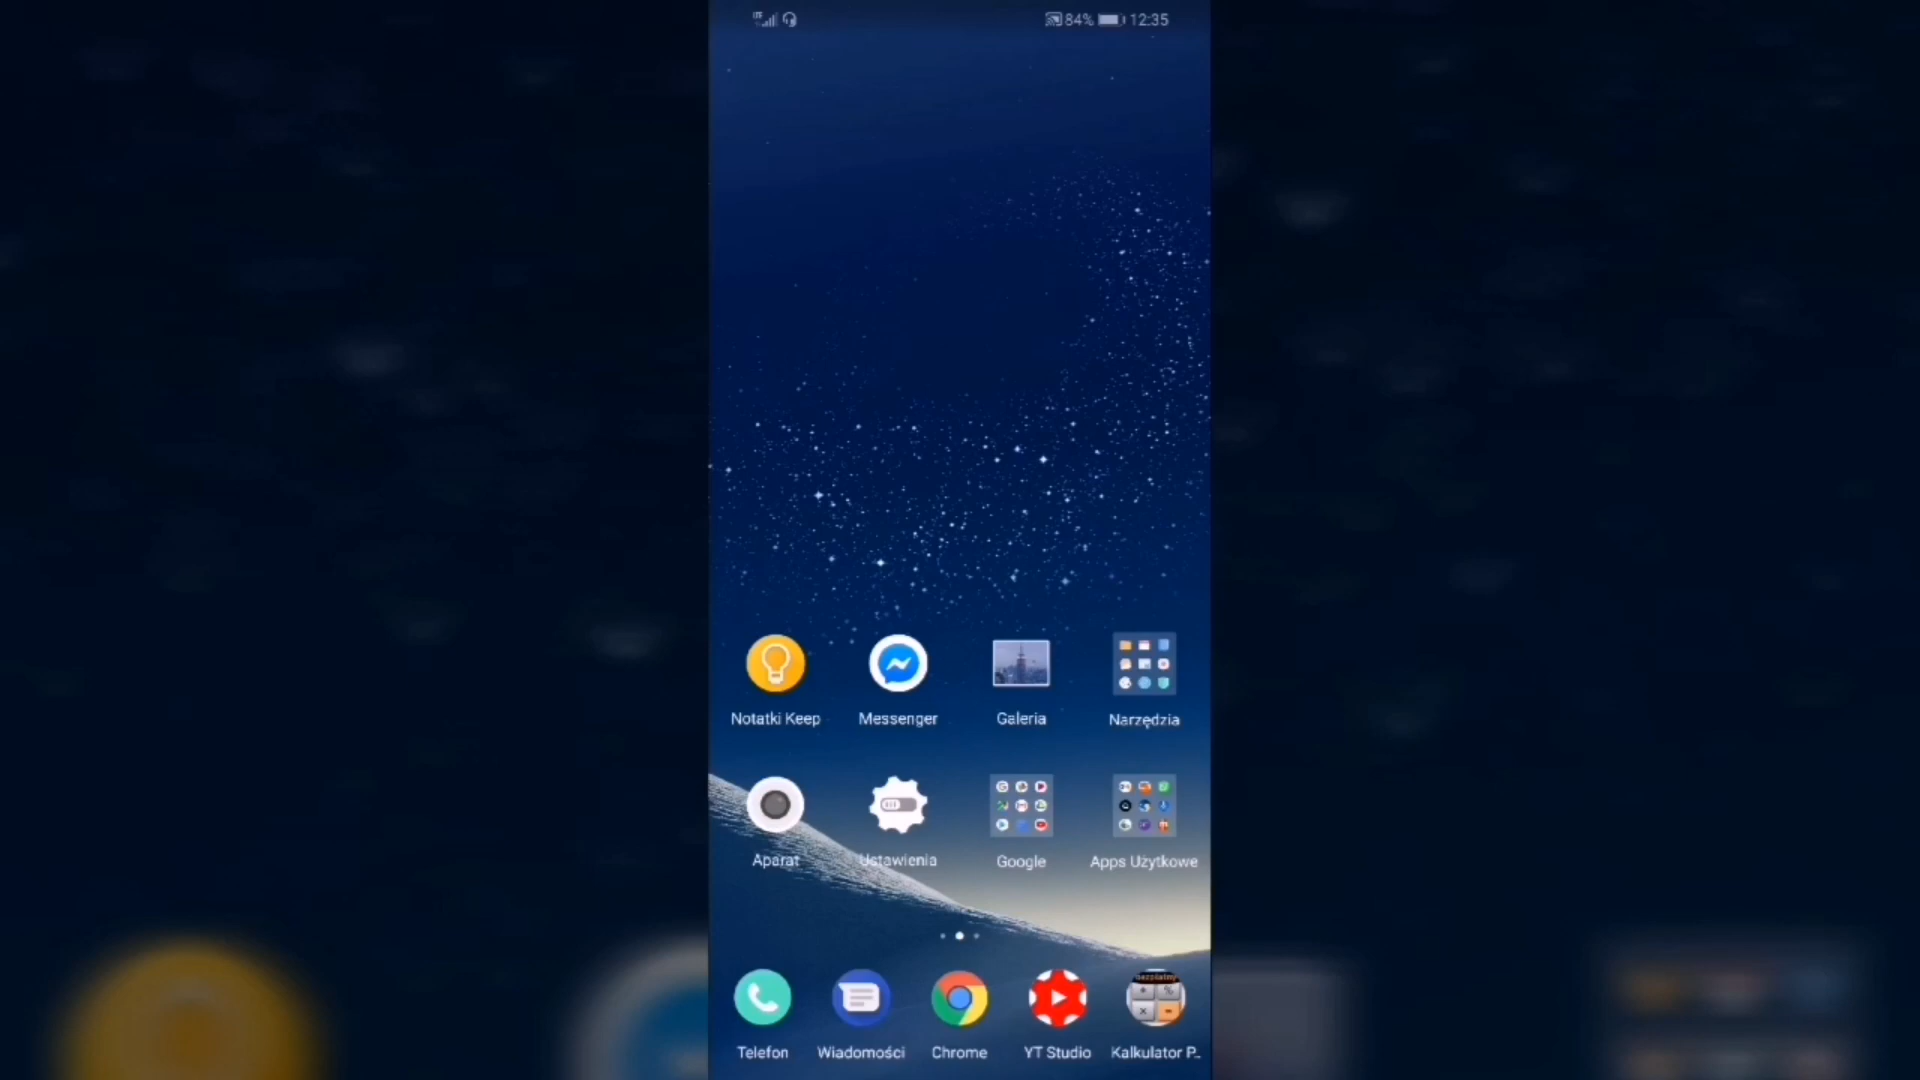 LTE 84% 12:35
Notatki Keep Messenger Galeria Narzędzia
Aparat Ustawienia Google Apps Użytkowe
Telefon Wiadomości Chrome YT Studio Kalkulator P..